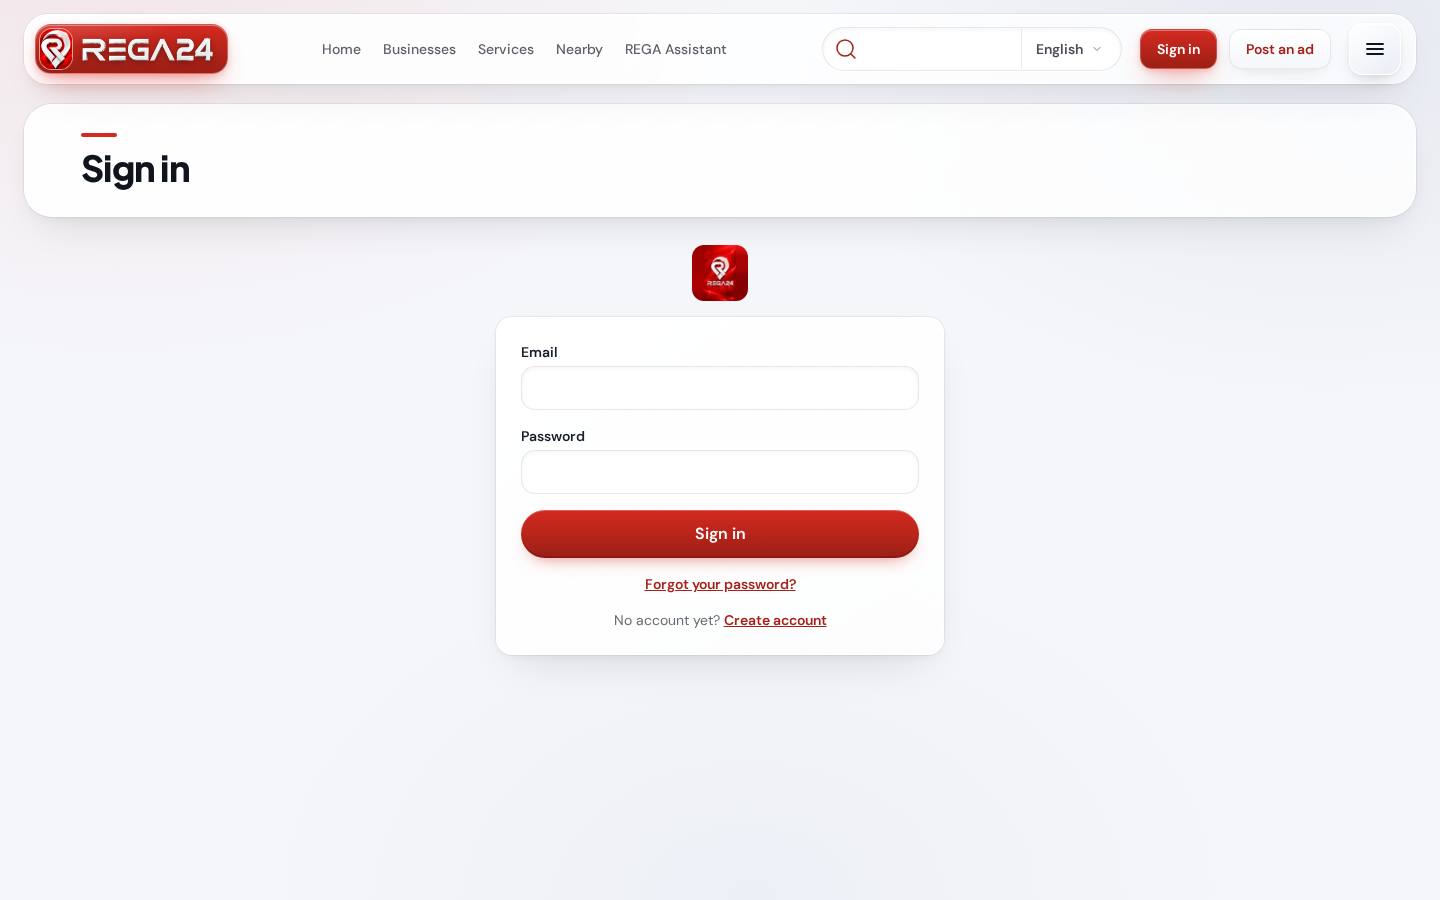 REGA24
Home
Businesses
Services
Nearby
REGA Assistant
English
Sign in
Post an ad
Sign in
REGA24
Email
Password
Sign in
Forgot your password?
No account yet? Create account